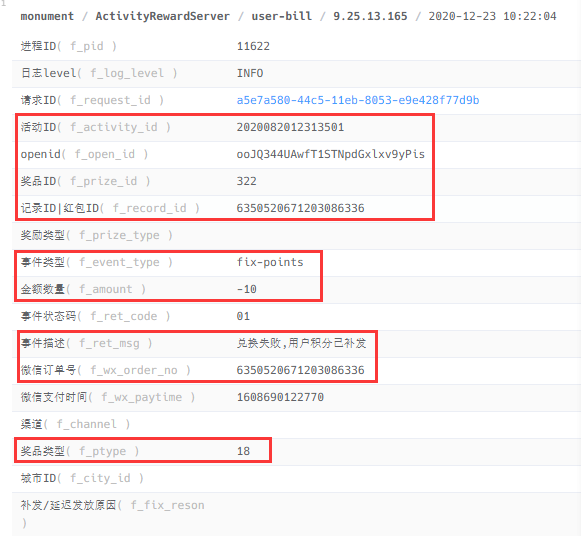 1
monument / ActivityRewardServer / user-bill / 9.25.13.165 / 2020-12-23 10:22:04
进程ID( f_pid ) 11622
日志level( f_log_level ) INFO
请求ID( f_request_id ) a5e7a580-44c5-11eb-8053-e9e428f77d9b
活动ID( f_activity_id ) 2020082012313501
openid( f_open_id ) ooJQ344UAwfT1STNpdGxlxv9yPis
奖品ID( f_prize_id ) 322
记录ID|红包ID( f_record_id ) 6350520671203086336
奖励类型( f_prize_type )
事件类型( f_event_type ) fix-points
金额数量( f_amount ) -10
事件状态码( f_ret_code ) 01
事件描述( f_ret_msg ) 兑换失败,用户积分已补发
微信订单号( f_wx_order_no ) 6350520671203086336
微信支付时间( f_wx_paytime ) 1608690122770
渠道( f_channel )
奖品类型( f_ptype ) 18
城市ID( f_city_id )
补发/延迟发放原因( f_fix_reson
)